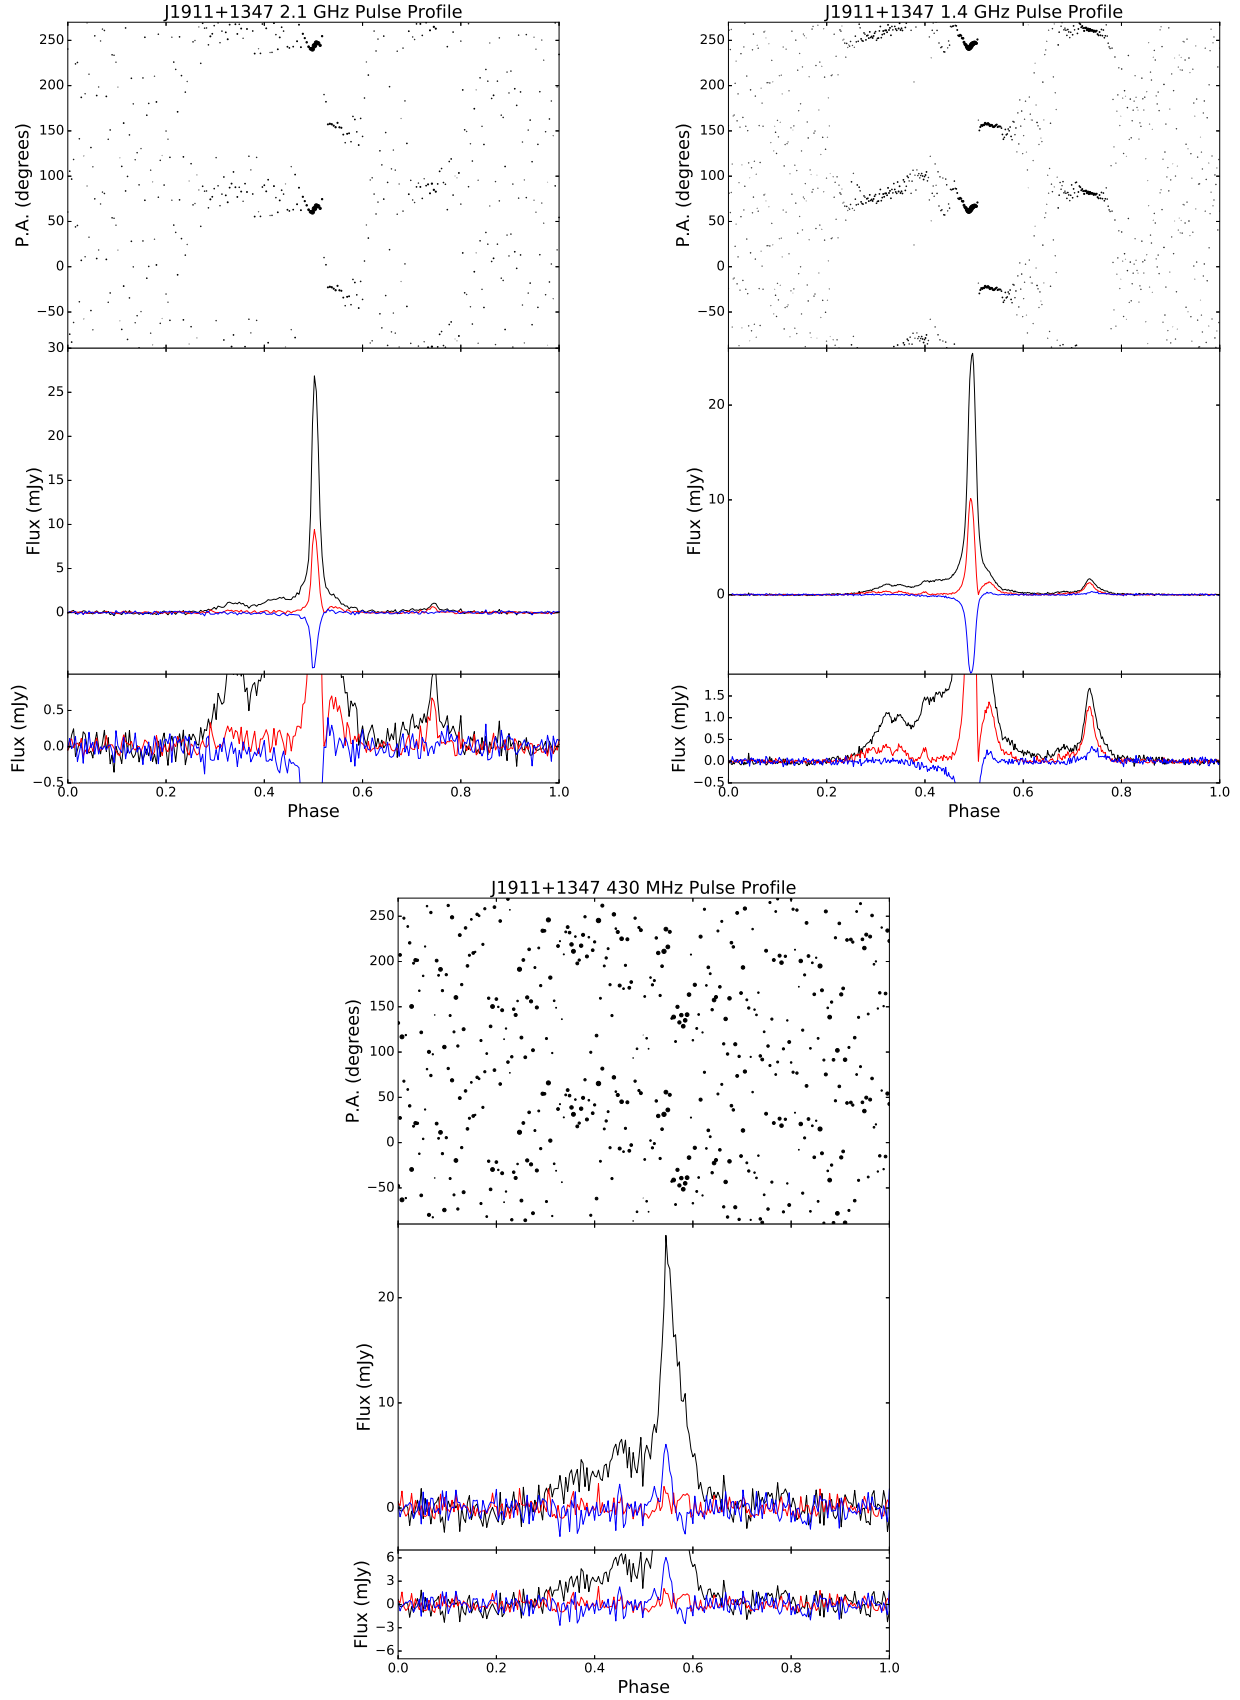 J1911+1347 2.1 GHz Pulse Profile
250
200
150
100
50
0
−50
P.A. (degrees)
30
25
20
15
10
5
0
Flux (mJy)
0.5
0.0
−0.5
Flux (mJy)
0.0 0.2 0.4 0.6 0.8 1.0
Phase
J1911+1347 1.4 GHz Pulse Profile
250
200
150
100
50
0
−50
P.A. (degrees)
20
10
0
Flux (mJy)
1.5
1.0
0.5
0.0
−0.5
Flux (mJy)
0.0 0.2 0.4 0.6 0.8 1.0
Phase
J1911+1347 430 MHz Pulse Profile
250
200
150
100
50
0
−50
P.A. (degrees)
20
10
0
Flux (mJy)
6
3
0
−3
−6
Flux (mJy)
0.0 0.2 0.4 0.6 0.8 1.0
Phase